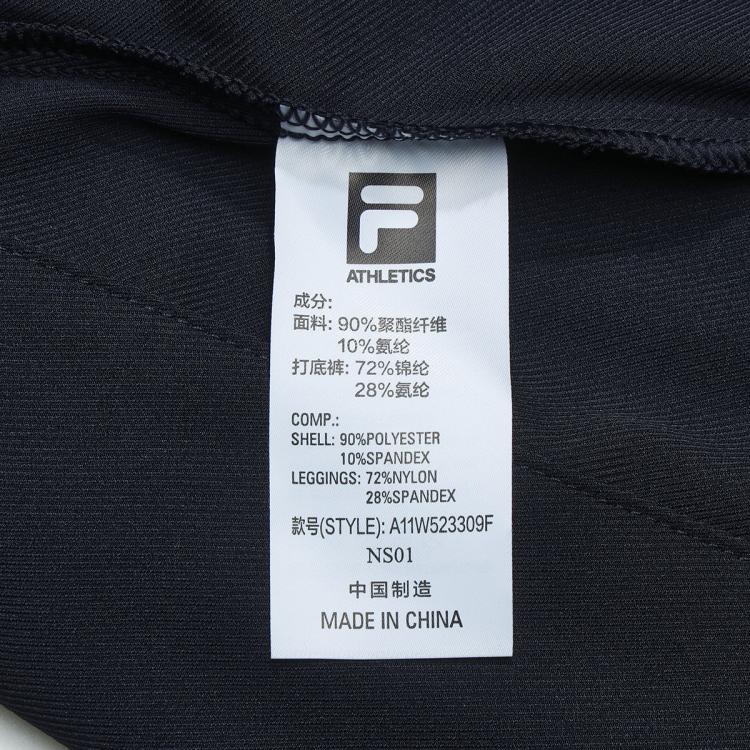 F
ATHLETICS
成分:
面料: 90%聚酯纤维
10%氨纶
打底裤: 72%锦纶
28%氨纶
COMP.:
SHELL: 90%POLYESTER
10%SPANDEX
LEGGINGS: 72%NYLON
28%SPANDEX
款号(STYLE): A11W523309F
NS01
中国制造
MADE IN CHINA